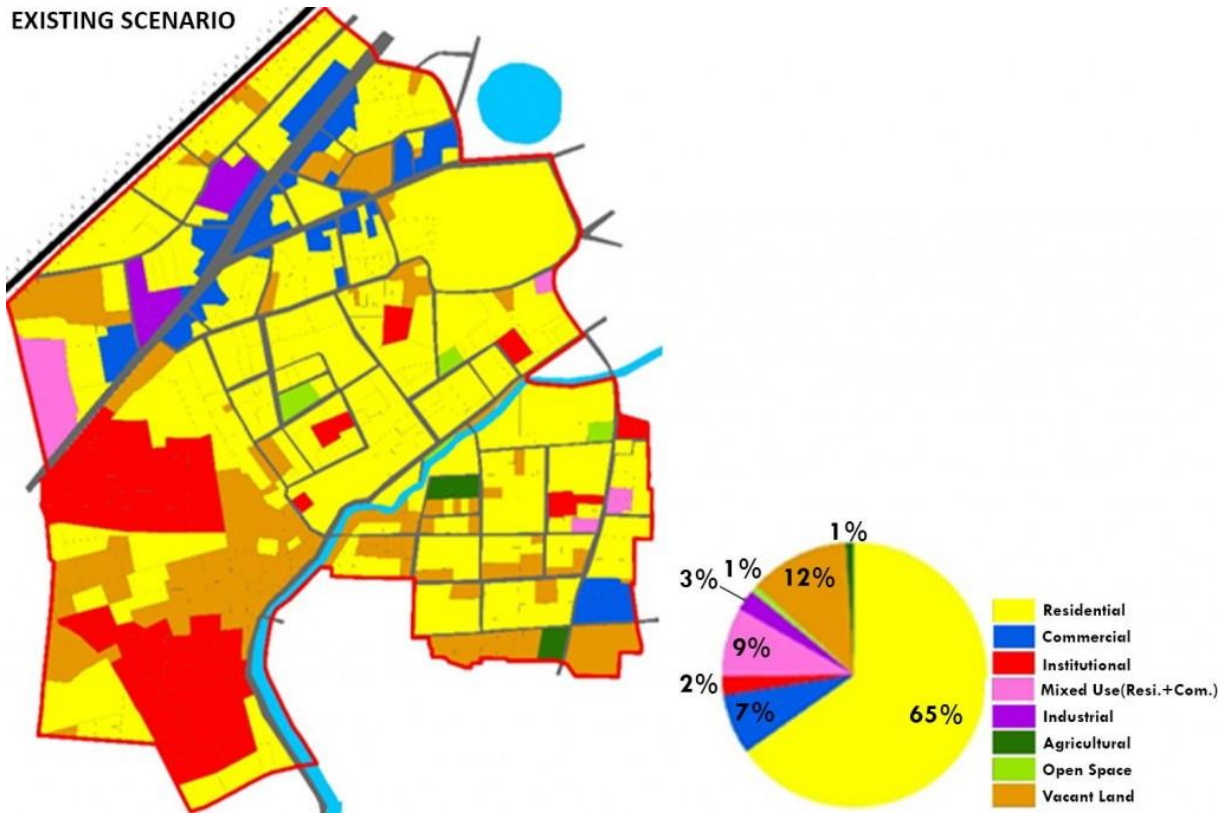 EXISTING SCENARIO
1%
1%
12%
3%
9%
2%
7%
65%
Residential
Commercial
Institutional
Mixed Use(Resi.+Com.)
Industrial
Agricultural
Open Space
Vacant Land